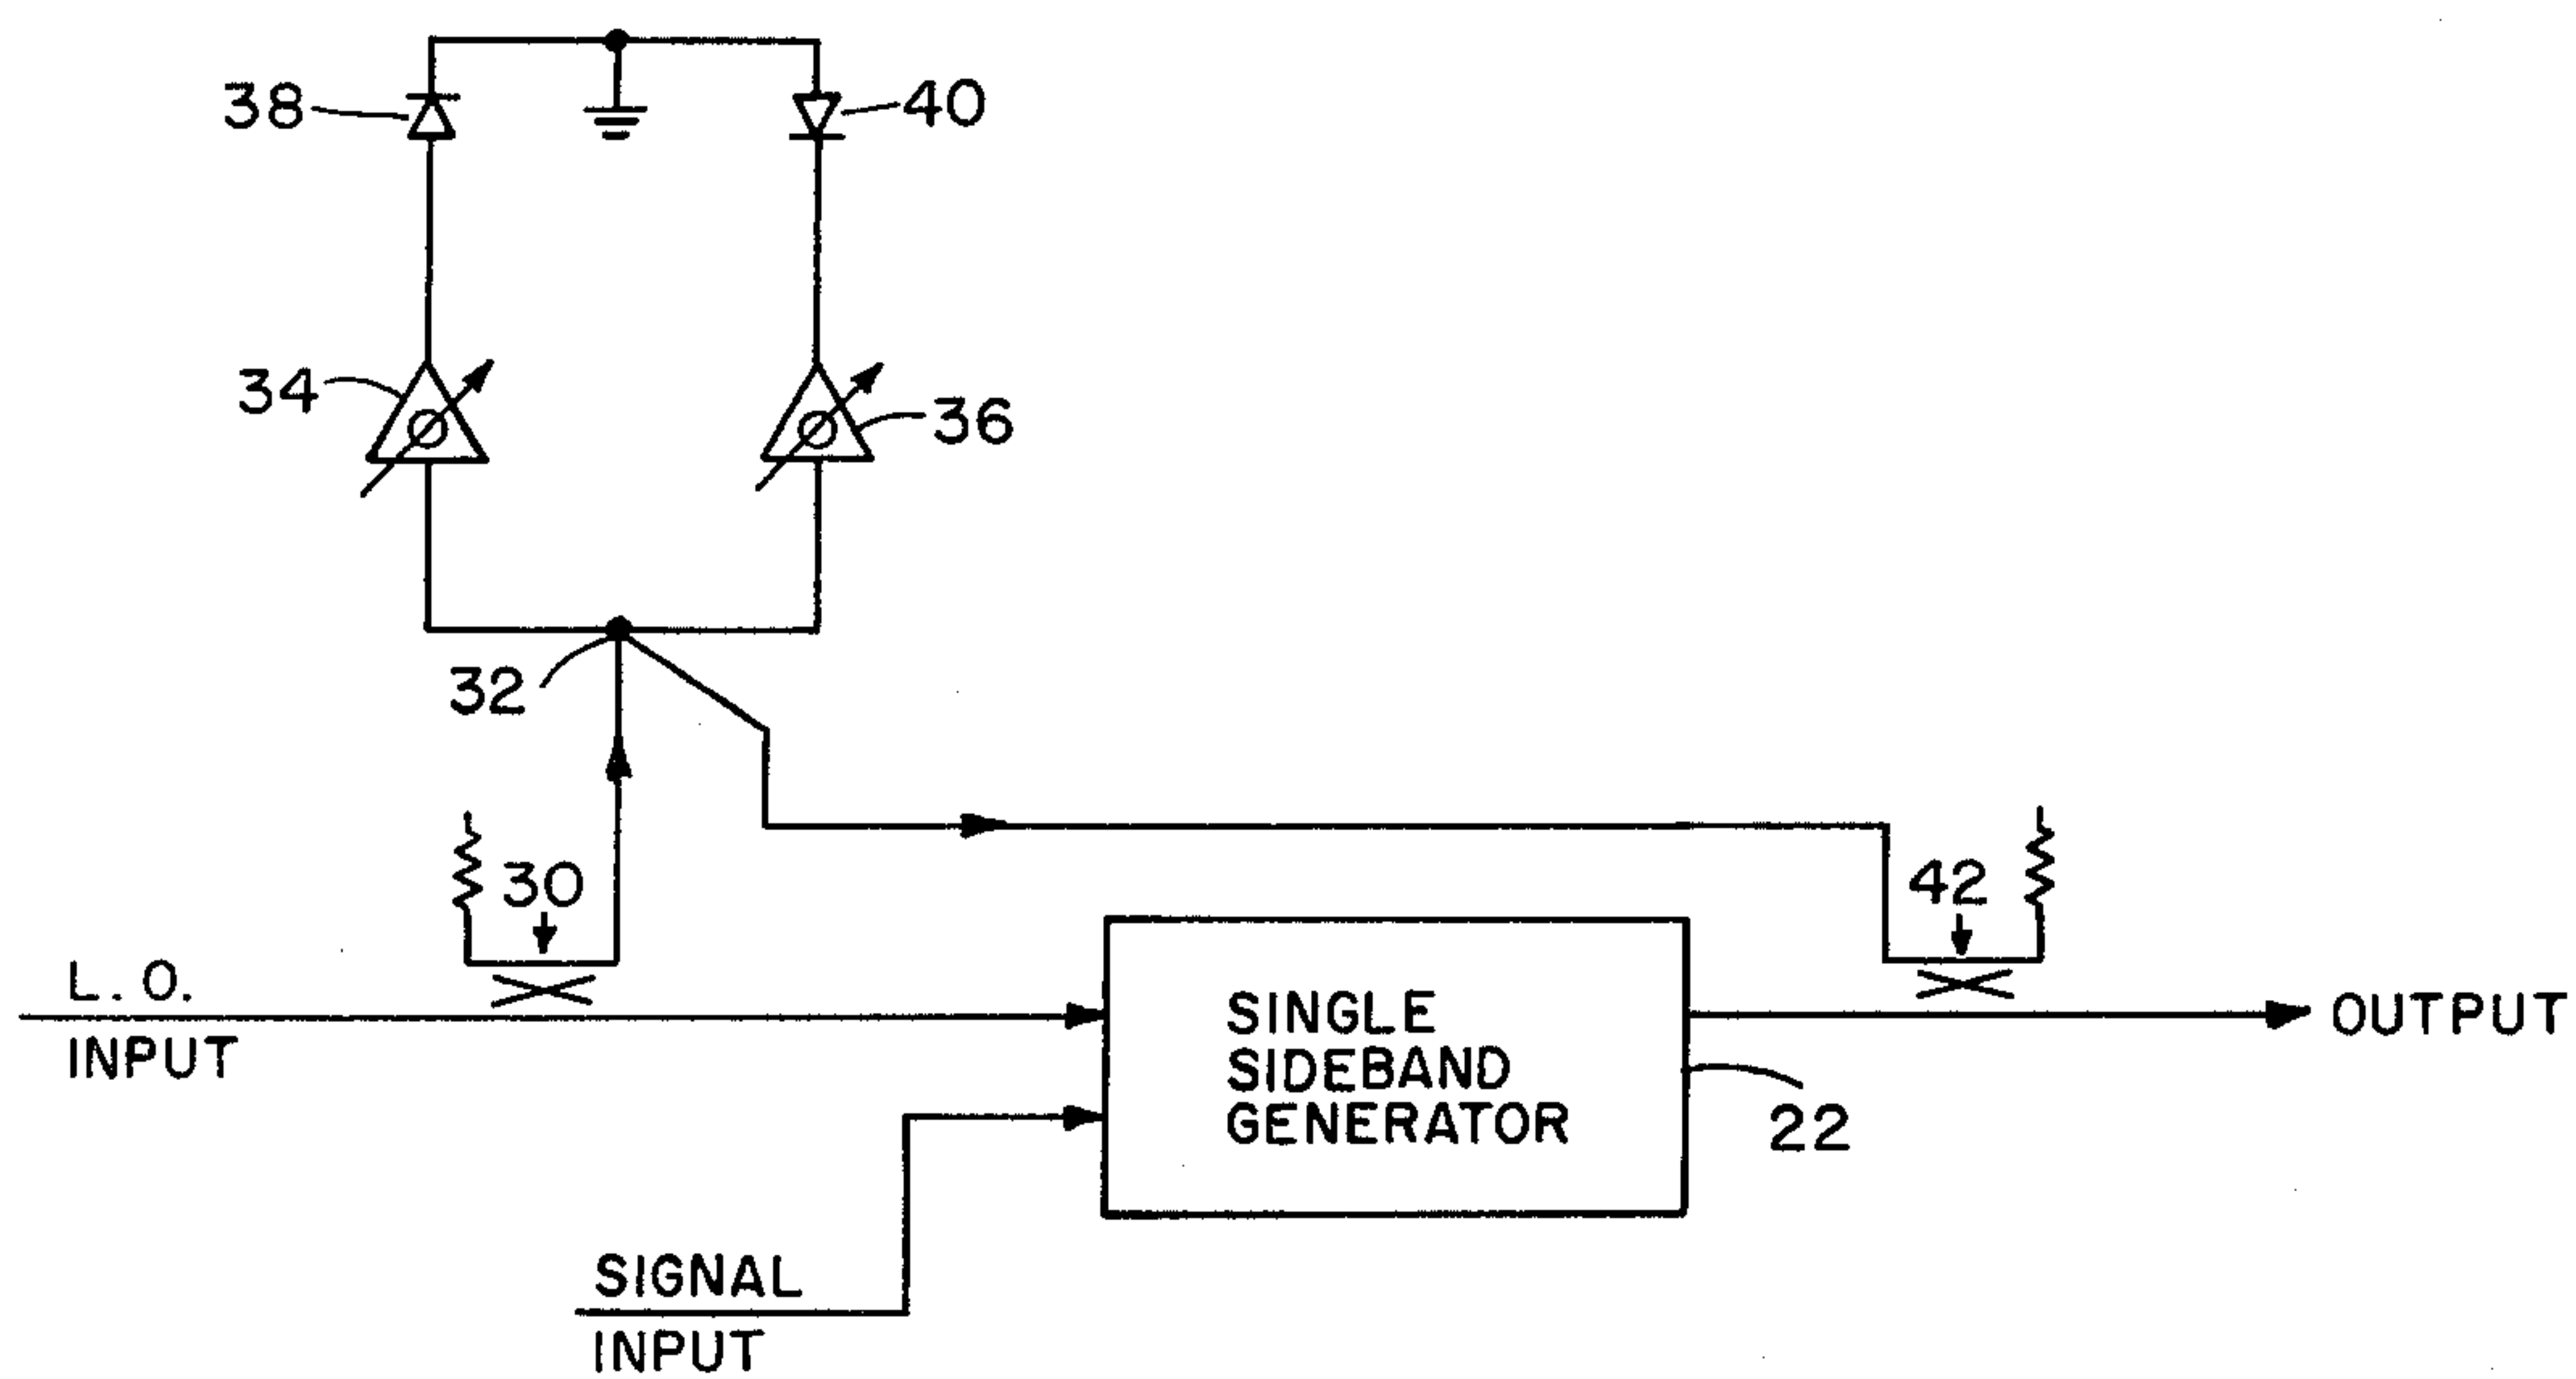 38
40
34
36
32
30
42
L.O.
INPUT
SINGLE
SIDEBAND
GENERATOR
OUTPUT
22
SIGNAL
INPUT